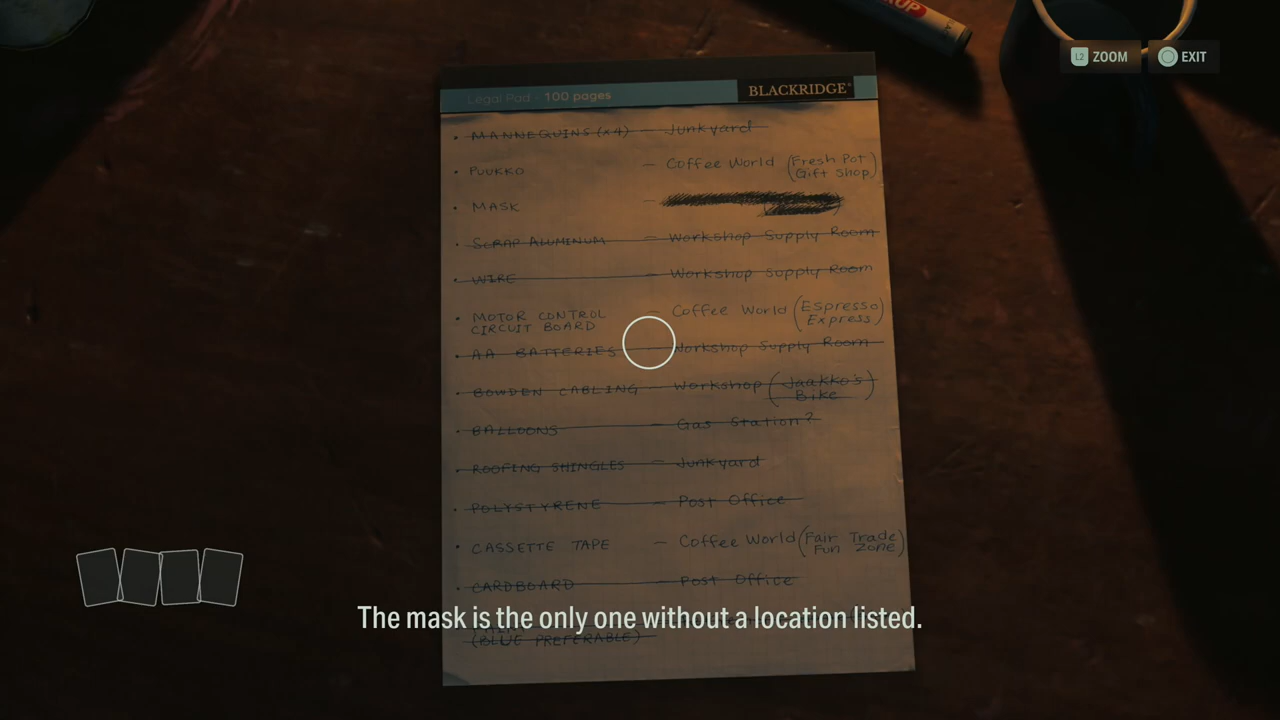 UP
L2 ZOOM EXIT
Legal Pad - 100 pages BLACKRIDGE®
• MANNEQUINS (x4) — Junkyard
• PUUKKO — Coffee World (Fresh Pot
Gift Shop)
• MASK —
• SCRAP ALUMINUM — Workshop Supply Room
• WIRE — Workshop Supply Room
• MOTOR CONTROL — Coffee World (Espresso
CIRCUIT BOARD Express)
• AA BATTERIES — Workshop Supply Room
• BOWDEN CABLING — Workshop (Jaakko's
Bike)
• BALLOONS — Gas Station?
• ROOFING SHINGLES — Junkyard
• POLYSTYRENE — Post Office
• CASSETTE TAPE — Coffee World (Fair Trade
Fun Zone)
• CARDBOARD — Post Office
The mask is the only one without a location listed.
(BLUE PREFERABLE)